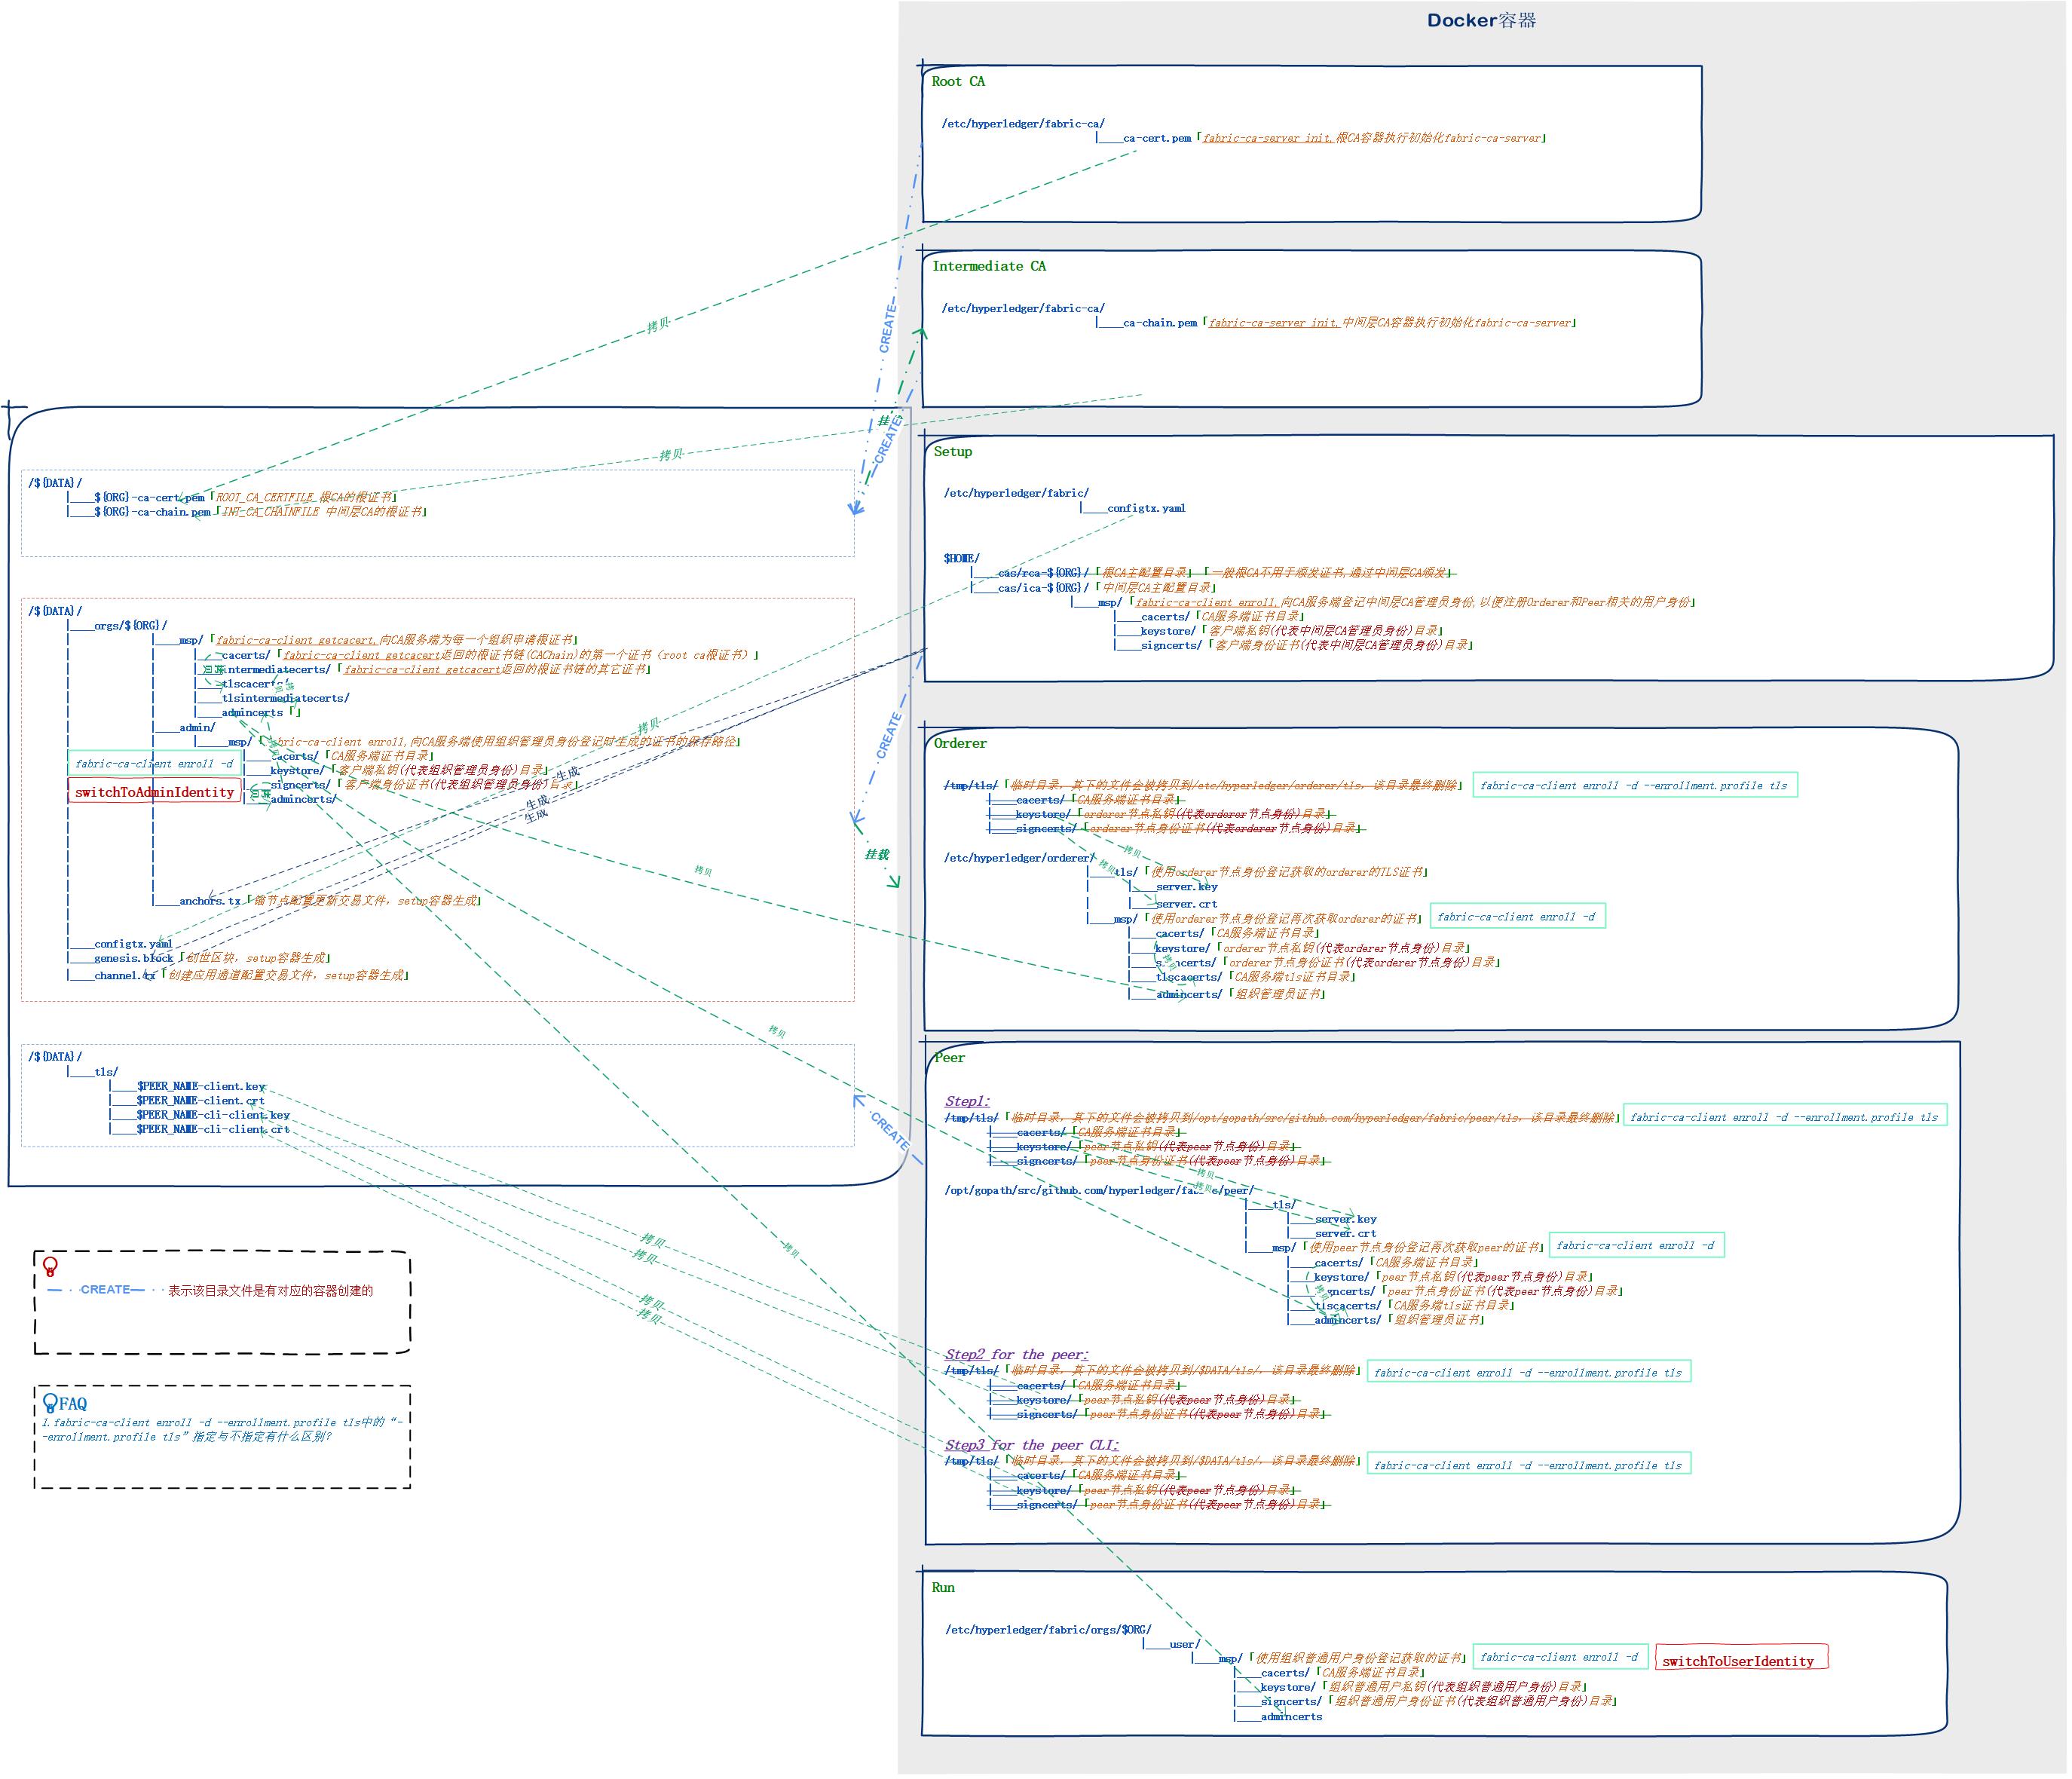 Docker容器
Root CA
/etc/hyperledger/fabric-ca/
|____ca-cert.pem「fabric-ca-server init,根CA容器执行初始化fabric-ca-server」
Intermediate CA
/etc/hyperledger/fabric-ca/
|____ca-chain.pem「fabric-ca-server init,中间层CA容器执行初始化fabric-ca-server」
Setup
/etc/hyperledger/fabric/
|____configtx.yaml
$HOME/
|____cas/rca-${ORG}/「根CA主配置目录」「一般根CA不用于颁发证书,通过中间层CA颁发」
|____cas/ica-${ORG}/「中间层CA主配置目录」
|____msp/「fabric-ca-client enroll,向CA服务端登记中间层CA管理员身份,以便注册Orderer和Peer相关的用户身份」
|____cacerts/「CA服务端证书目录」
|____keystore/「客户端私钥(代表中间层CA管理员身份)目录」
|____signcerts/「客户端身份证书(代表中间层CA管理员身份)目录」
Orderer
/tmp/tls/「临时目录，其下的文件会被拷贝到/etc/hyperledger/orderer/tls，该目录最终删除」
fabric-ca-client enroll -d --enrollment.profile tls
|____cacerts/「CA服务端证书目录」
|____keystore/「orderer节点私钥(代表orderer节点身份)目录」
|____signcerts/「orderer节点身份证书(代表orderer节点身份)目录」
/etc/hyperledger/orderer/
|____tls/「使用orderer节点身份登记获取的orderer的TLS证书」
|____server.key
|____server.crt
|____msp/「使用orderer节点身份登记再次获取orderer的证书」
fabric-ca-client enroll -d
|____cacerts/「CA服务端证书目录」
|____keystore/「orderer节点私钥(代表orderer节点身份)目录」
|____s ncerts/「orderer节点身份证书(代表orderer节点身份)目录」
|____tlscacerts/「CA服务端tls证书目录」
|____admincerts/「组织管理员证书」
Peer
Step1:
/tmp/tls/「临时目录，其下的文件会被拷贝到/opt/gopath/src/github.com/hyperledger/fabric/peer/tls，该目录最终删除」
fabric-ca-client enroll -d --enrollment.profile tls
|____cacerts/「CA服务端证书目录」
|____keystore/「peer节点私钥(代表peer节点身份)目录」
|____signcerts/「peer节点身份证书(代表peer节点身份)目录」
/opt/gopath/src/github.com/hyperledger/fab c/peer/
|____tls/
|____server.key
|____server.crt
|____msp/「使用peer节点身份登记再次获取peer的证书」
fabric-ca-client enroll -d
|____cacerts/「CA服务端证书目录」
|____keystore/「peer节点私钥(代表peer节点身份)目录」
|____ gncerts/「peer节点身份证书(代表peer节点身份)目录」
|____tlscacerts/「CA服务端tls证书目录」
|____admincerts/「组织管理员证书」
Step2 for the peer:
/tmp/tls/「临时目录，其下的文件会被拷贝到/$DATA/tls/，该目录最终删除」
fabric-ca-client enroll -d --enrollment.profile tls
|____cacerts/「CA服务端证书目录」
|____keystore/「peer节点私钥(代表peer节点身份)目录」
|____signcerts/「peer节点身份证书(代表peer节点身份)目录」
Step3 for the peer CLI:
/tmp/tls/「临时目录，其下的文件会被拷贝到/$DATA/tls/，该目录最终删除」
fabric-ca-client enroll -d --enrollment.profile tls
|____cacerts/「CA服务端证书目录」
|____keystore/「peer节点私钥(代表peer节点身份)目录」
|____signcerts/「peer节点身份证书(代表peer节点身份)目录」
Run
/etc/hyperledger/fabric/orgs/$ORG/
|____user/
|____msp/「使用组织普通用户身份登记获取的证书」
fabric-ca-client enroll -d
switchToUserIdentity
|____cacerts/「CA服务端证书目录」
|____keystore/「组织普通用户私钥(代表组织普通用户身份)目录」
|____signcerts/「组织普通用户身份证书(代表组织普通用户身份)目录」
|____admincerts
/${DATA}/
|____${ORG}-ca-cert.pem「ROOT_CA_CERTFILE 根CA的根证书」
|____${ORG}-ca-chain.pem「INT_CA_CHAINFILE 中间层CA的根证书」
/${DATA}/
|____orgs/${ORG}/
|____msp/「fabric-ca-client getcacert,向CA服务端为每一个组织申请根证书」
|____cacerts/「fabric-ca-client getcacert返回的根证书链(CAChain)的第一个证书（root ca根证书）」
intermediatecerts/「fabric-ca-client getcacert返回的根证书链的其它证书」
|____tlscacerts/
|____tlsintermediatecerts/
|____admincerts「」
|____admin/
|____msp/「fabric-ca-client enroll,向CA服务端使用组织管理员身份登记时生成的证书的保存路径」
|____cacerts/「CA服务端证书目录」
fabric-ca-client enroll -d
|____keystore/「客户端私钥(代表组织管理员身份)目录」
|____signcerts/「客户端身份证书(代表组织管理员身份)目录」
switchToAdminIdentity
|____admincerts/
|____anchors.tx「锚节点配置更新交易文件，setup容器生成」
|____configtx.yaml
|____genesis.block「创世区块，setup容器生成」
|____channel.tx「创建应用通道配置交易文件，setup容器生成」
/${DATA}/
|____tls/
|____$PEER_NAME-client.key
|____$PEER_NAME-client.crt
|____$PEER_NAME-cli-client.key
|____$PEER_NAME-cli-client.crt
拷贝
拷贝
拷贝
CREATE
CREATE
挂
CREATE
挂载
CREATE
生成
生成
生成
拷贝
拷贝
拷贝
拷贝
拷贝
拷贝
拷贝
拷贝
拷贝
拷贝
拷贝
拷贝
CREATE
表示该目录文件是有对应的容器创建的
FAQ
1.fabric-ca-client enroll -d --enrollment.profile tls中的“-
-enrollment.profile tls”指定与不指定有什么区别?